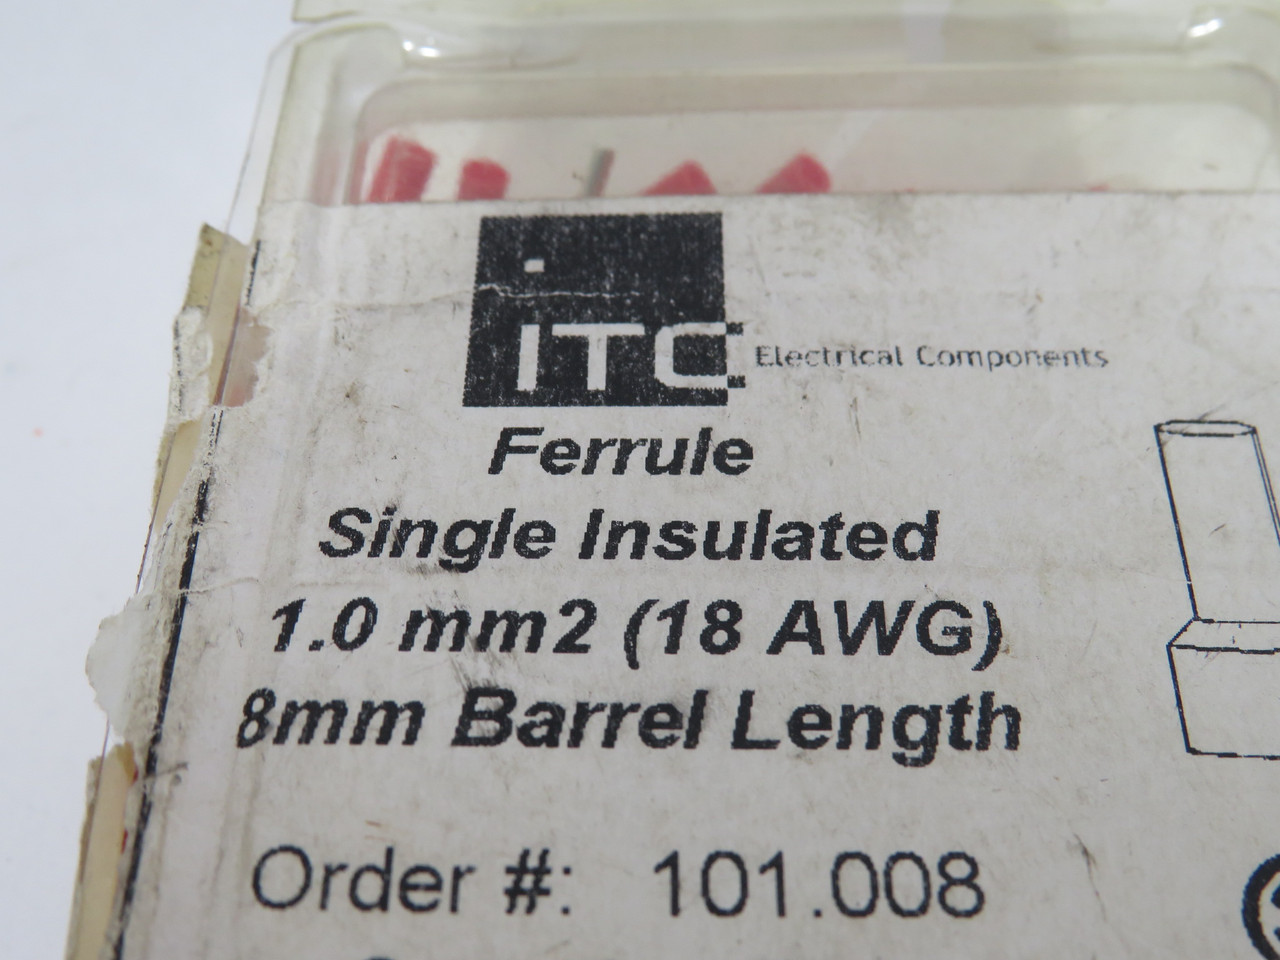 ITC Electrical Components
Ferrule
Single Insulated
1.0 mm2 (18 AWG)
8mm Barrel Length
Order #: 101.008